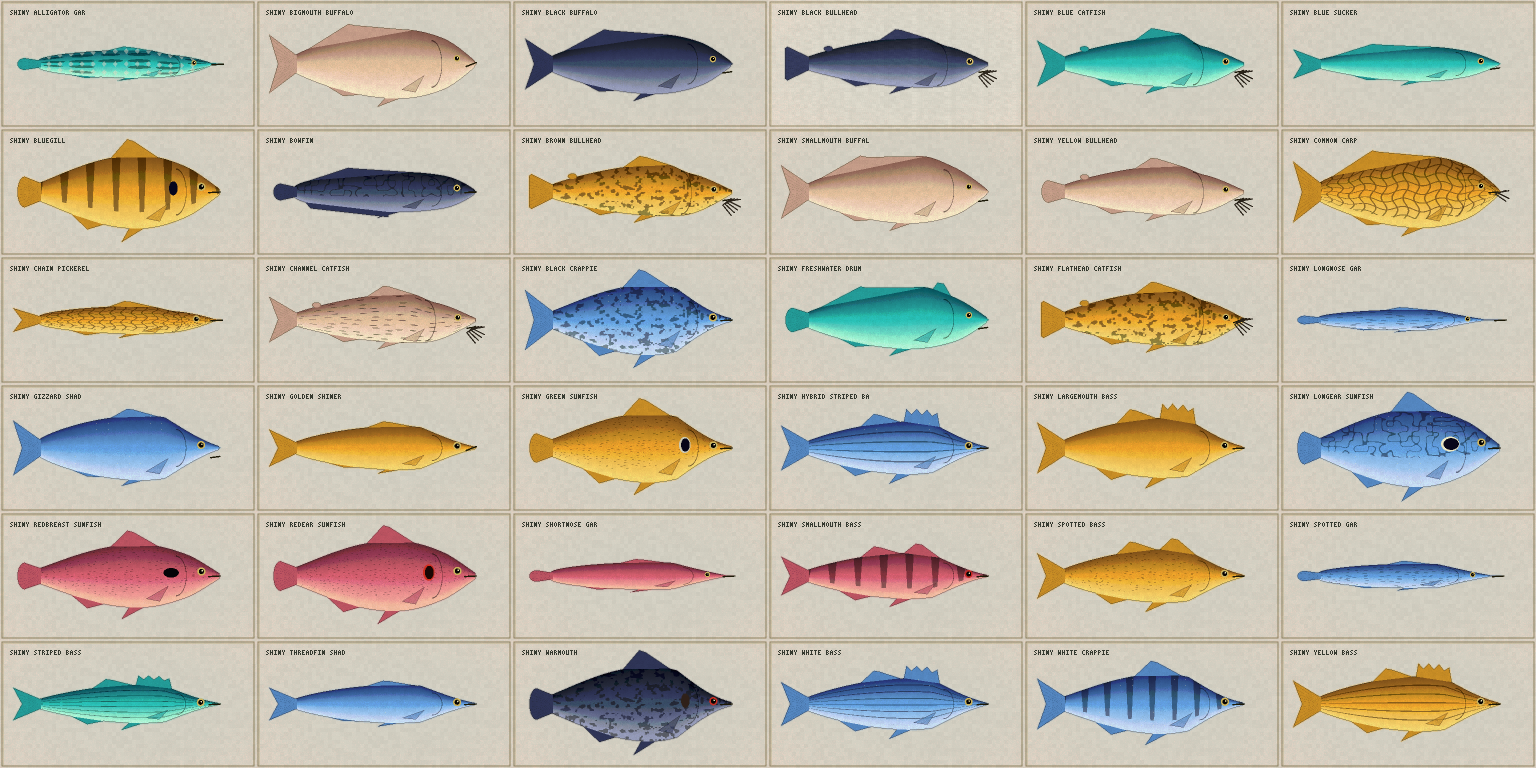 SHINY ALLIGATOR GAR
SHINY BIGMOUTH BUFFALO
SHINY BLACK BUFFALO
SHINY BLACK BULLHEAD
SHINY BLUE CATFISH
SHINY BLUE SUCKER
SHINY BLUEGILL
SHINY BOWFIN
SHINY BROWN BULLHEAD
SHINY SMALLMOUTH BUFFAL
SHINY YELLOW BULLHEAD
SHINY COMMON CARP
SHINY CHAIN PICKEREL
SHINY CHANNEL CATFISH
SHINY BLACK CRAPPIE
SHINY FRESHWATER DRUM
SHINY FLATHEAD CATFISH
SHINY LONGNOSE GAR
SHINY GIZZARD SHAD
SHINY GOLDEN SHINER
SHINY GREEN SUNFISH
SHINY HYBRID STRIPED BA
SHINY LARGEMOUTH BASS
SHINY LONGEAR SUNFISH
SHINY REDBREAST SUNFISH
SHINY REDEAR SUNFISH
SHINY SHORTNOSE GAR
SHINY SMALLMOUTH BASS
SHINY SPOTTED BASS
SHINY SPOTTED GAR
SHINY STRIPED BASS
SHINY THREADFIN SHAD
SHINY WARMOUTH
SHINY WHITE BASS
SHINY WHITE CRAPPIE
SHINY YELLOW BASS